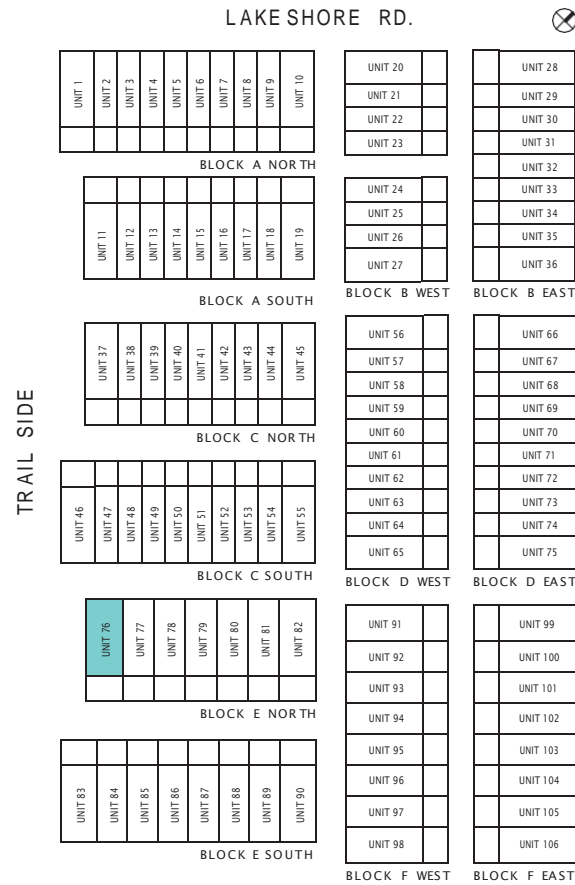 LAKE SHORE RD.
TRAIL SIDE
UNIT 1
UNIT 2
UNIT 3
UNIT 4
UNIT 5
UNIT 6
UNIT 7
UNIT 8
UNIT 9
UNIT 10
BLOCK A NORTH
UNIT 11
UNIT 12
UNIT 13
UNIT 14
UNIT 15
UNIT 16
UNIT 17
UNIT 18
UNIT 19
BLOCK A SOUTH
UNIT 20
UNIT 21
UNIT 22
UNIT 23
UNIT 24
UNIT 25
UNIT 26
UNIT 27
BLOCK B WEST
UNIT 28
UNIT 29
UNIT 30
UNIT 31
UNIT 32
UNIT 33
UNIT 34
UNIT 35
UNIT 36
BLOCK B EAST
UNIT 37
UNIT 38
UNIT 39
UNIT 40
UNIT 41
UNIT 42
UNIT 43
UNIT 44
UNIT 45
BLOCK C NORTH
UNIT 46
UNIT 47
UNIT 48
UNIT 49
UNIT 50
UNIT 51
UNIT 52
UNIT 53
UNIT 54
UNIT 55
BLOCK C SOUTH
UNIT 56
UNIT 57
UNIT 58
UNIT 59
UNIT 60
UNIT 61
UNIT 62
UNIT 63
UNIT 64
UNIT 65
BLOCK D WEST
UNIT 66
UNIT 67
UNIT 68
UNIT 69
UNIT 70
UNIT 71
UNIT 72
UNIT 73
UNIT 74
UNIT 75
BLOCK D EAST
UNIT 76
UNIT 77
UNIT 78
UNIT 79
UNIT 80
UNIT 81
UNIT 82
BLOCK E NORTH
UNIT 83
UNIT 84
UNIT 85
UNIT 86
UNIT 87
UNIT 88
UNIT 89
UNIT 90
BLOCK E SOUTH
UNIT 91
UNIT 92
UNIT 93
UNIT 94
UNIT 95
UNIT 96
UNIT 97
UNIT 98
BLOCK F WEST
UNIT 99
UNIT 100
UNIT 101
UNIT 102
UNIT 103
UNIT 104
UNIT 105
UNIT 106
BLOCK F EAST